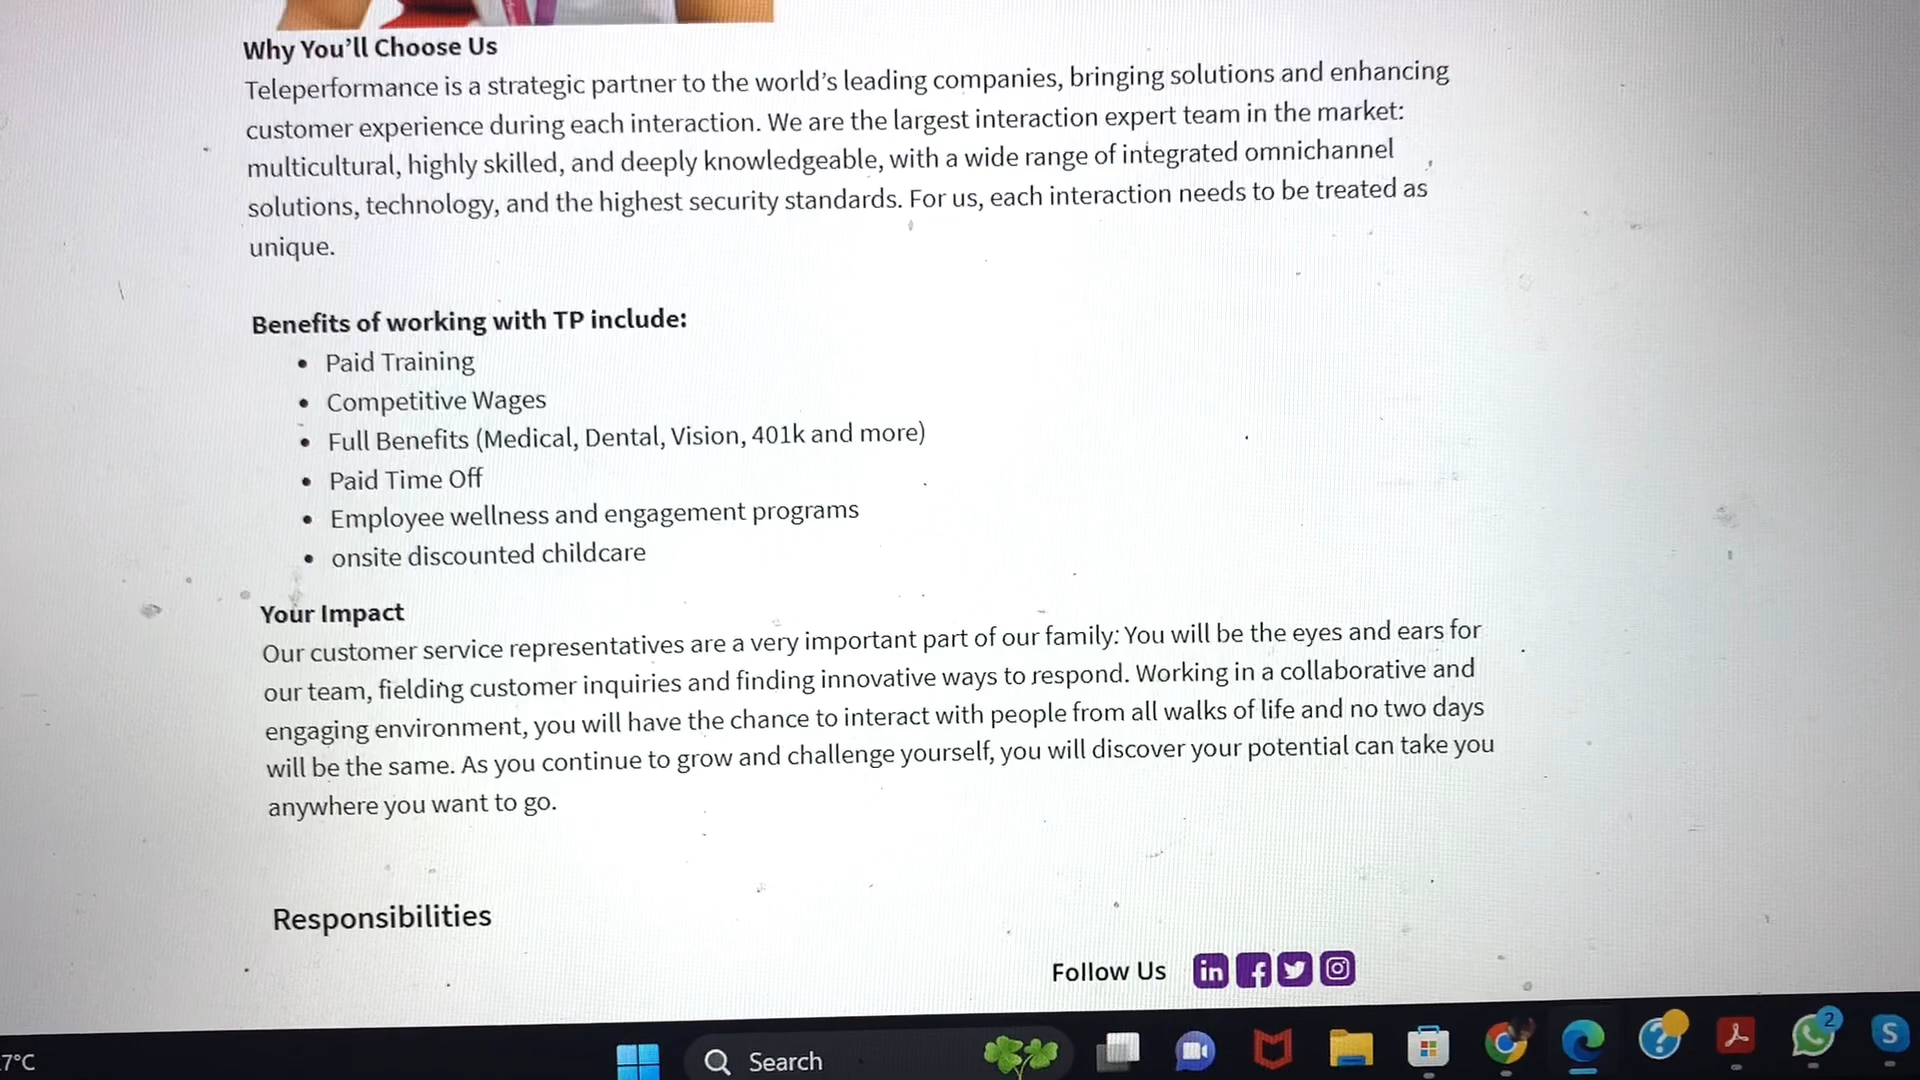 Why You’ll Choose Us
Teleperformance is a strategic partner to the world’s leading companies, bringing solutions and enhancing
customer experience during each interaction. We are the largest interaction expert team in the market:
multicultural, highly skilled, and deeply knowledgeable, with a wide range of integrated omnichannel
solutions, technology, and the highest security standards. For us, each interaction needs to be treated as
unique.
Benefits of working with TP include:
• Paid Training
• Competitive Wages
• Full Benefits (Medical, Dental, Vision, 401k and more)
• Paid Time Off
• Employee wellness and engagement programs
• onsite discounted childcare
Your Impact
Our customer service representatives are a very important part of our family: You will be the eyes and ears for
our team, fielding customer inquiries and finding innovative ways to respond. Working in a collaborative and
engaging environment, you will have the chance to interact with people from all walks of life and no two days
will be the same. As you continue to grow and challenge yourself, you will discover your potential can take you
anywhere you want to go.
Responsibilities
Follow Us in f
7°C
Search
?
2
S